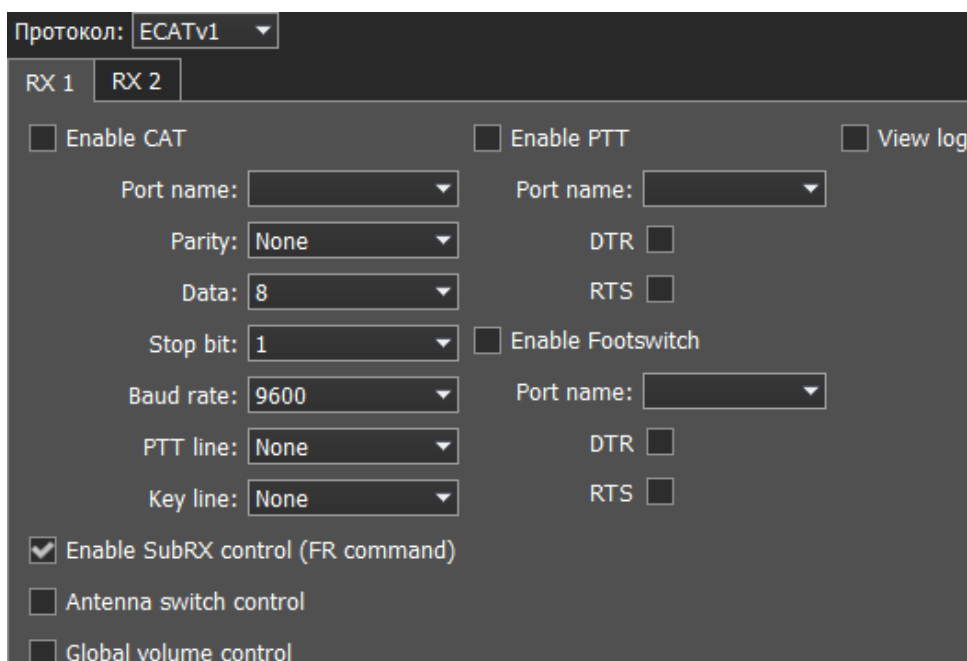 Протокол: ECATv1
RX 1 RX 2
Enable CAT Enable PTT View log
Port name: Port name:
Parity: None DTR
Data: 8 RTS
Stop bit: 1 Enable Footswitch
Baud rate: 9600 Port name:
PTT line: None DTR
Key line: None RTS
Enable SubRX control (FR command)
Antenna switch control
Global volume control